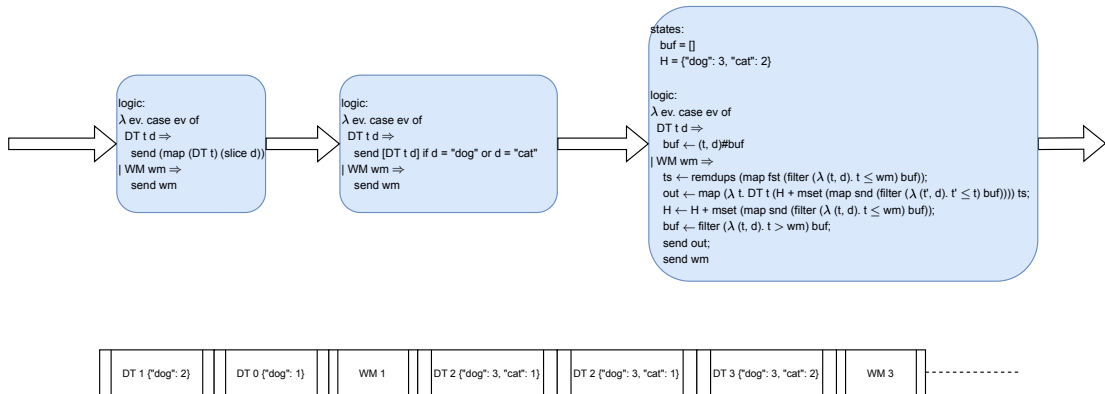 logic:
λ ev. case ev of
DT t d ⇒
send (map (DT t) (slice d))
| WM wm ⇒
send wm
logic:
λ ev. case ev of
DT t d ⇒
send [DT t d] if d = "dog" or d = "cat"
| WM wm ⇒
send wm
states:
buf = []
H = {"dog": 3, "cat": 2}
logic:
λ ev. case ev of
DT t d ⇒
buf ← (t, d)#buf
| WM wm ⇒
ts ← remdups (map fst (filter (λ (t, d). t ≤ wm) buf));
out ← map (λ t. DT t (H + mset (map snd (filter (λ (t', d). t' ≤ t) buf)))) ts;
H ← H + mset (map snd (filter (λ (t, d). t ≤ wm) buf));
buf ← filter (λ (t, d). t > wm) buf;
send out;
send wm
DT 1 {"dog": 2}
DT 0 {"dog": 1}
WM 1
DT 2 {"dog": 3, "cat": 1}
DT 2 {"dog": 3, "cat": 1}
DT 3 {"dog": 3, "cat": 2}
WM 3